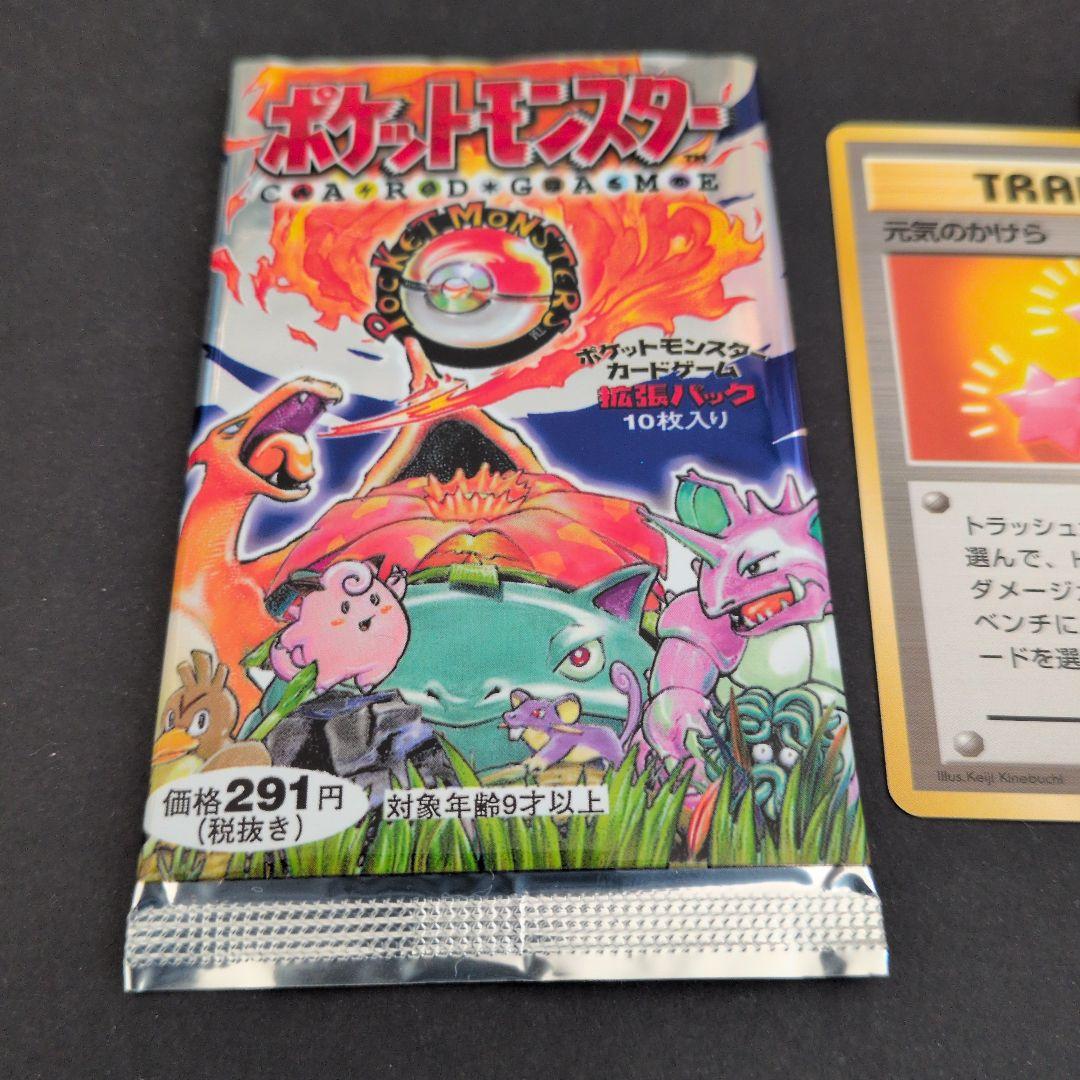 ポケットモンスター
TM
CARD*GAME
POCKET MONSTERS
TM
ポケットモンスター
カードゲーム
拡張パック
10枚入り
価格291円
(税抜き)
対象年齢9才以上
TRA
元気のかけら
トラッシュ
選んで、ト
ダメージカ
ベンチに
ードを選
Illus.Keiji Kinebuchi